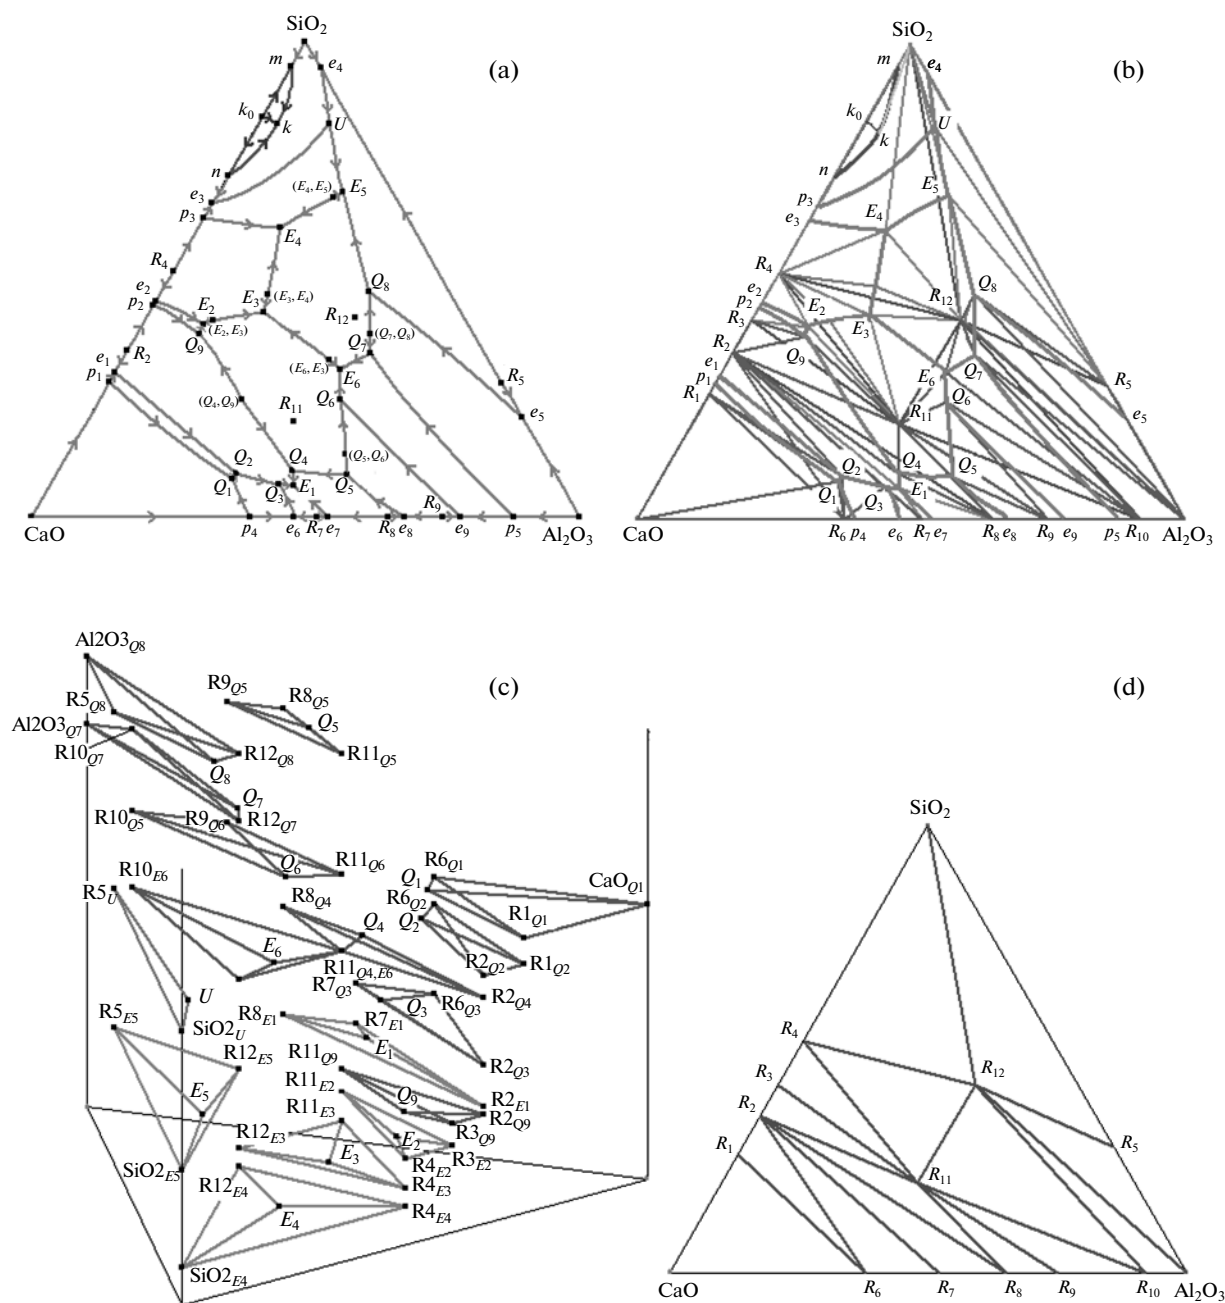 SiO2
(a)
m
e4
k0
k
U
n
(E4, E5)
E5
e3
p3
E4
R4
Q8
e2
p2
E2
E3
(E3, E4)
R12
(E2, E3)
Q9
(Q7, Q8)
Q7
e1
R2
p1
(E6, E3)
E6
R5
(Q4, Q9)
Q6
e5
R11
(Q5, Q6)
Q2
Q4
Q1
Q3
E1
Q5
R9
CaO
p4
e6
R7
e7
R8
e8
e9
p5
Al2O3
SiO2
(b)
m
e4
k0
k
U
n
E5
p3
e3
E4
R4
Q8
e2
p2
E2
R12
R3
E3
R2
Q9
Q7
e1
E6
R5
p1
Q6
R1
R11
e5
Q2
Q4
Q5
Q1
Q3
E1
CaO
R6
p4
e6
R7
e7
R8
e8
R9
e9
p5
R10
Al2O3
(c)
Al2O3Q8
R9Q5
R8Q5
R5Q8
Q5
Al2O3Q7
R10Q7
R12Q8
R11Q5
Q8
Q7
R10Q5
R9Q6
R12Q7
Q6
R11Q6
R6Q1
R10E6
Q1
CaOQ1
R5U
R8Q4
R6Q2
Q4
Q2
R1Q1
E6
R11Q4,E6
R2Q2
R1Q2
R7Q3
U
Q3
R6Q3
R2Q4
R5E5
SiO2U
R8E1
R7E1
R12E5
R11Q9
E1
R2Q3
R11E2
E5
R11E3
Q9
R2E1
R2Q9
R12E3
E2
R3Q9
E3
R4E2
R3E2
SiO2E5
R12E4
R4E3
E4
R4E4
SiO2E4
(d)
SiO2
R4
R12
R3
R2
R1
R5
R11
CaO
R6
R7
R8
R9
R10
Al2O3